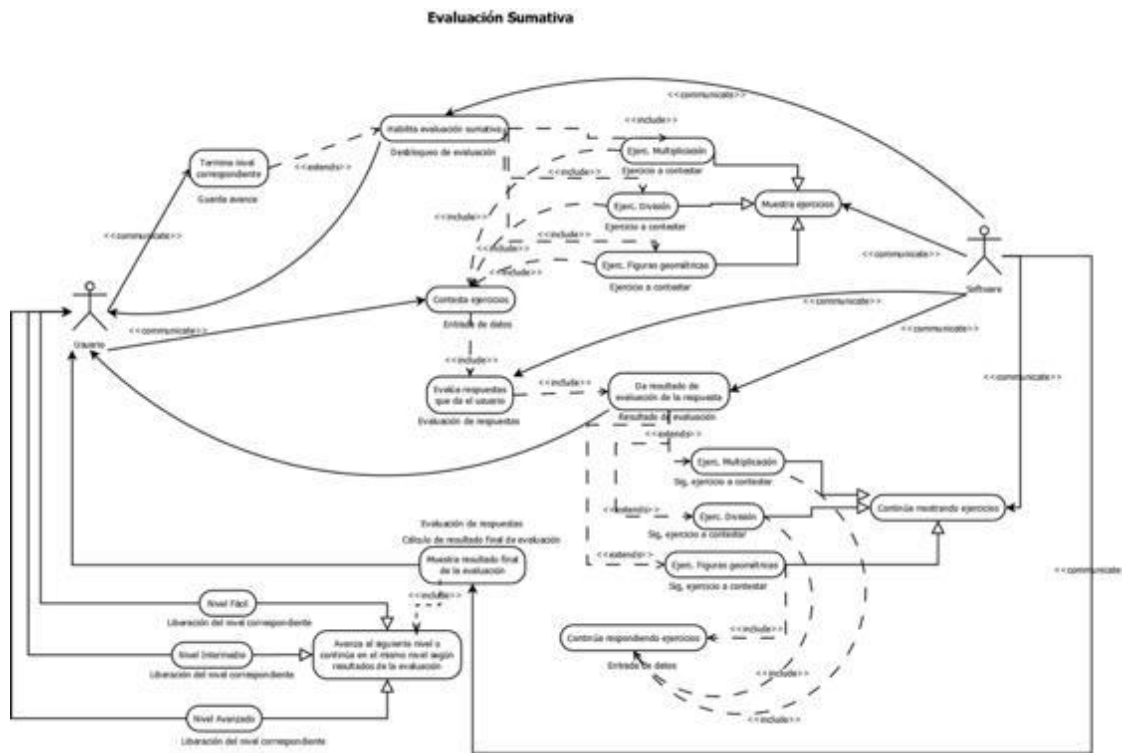 Evaluación Sumativa
<<communicate>>
Habilita evaluación sumativa
Desbloqueo de evaluación
<<include>>
Ejerc. Multiplicación
Ejercicio a contestar
Termina nivel
correspondiente
Guarda avance
<<extends>>
<<include>>
<<include>>
Ejerc. División
Ejercicio a contestar
Muestra ejercicios
<<include>>
<<communicate>>
<<include>>
Ejerc. Figuras geométricas
Ejercicio a contestar
<<communicate>>
Software
Usuario
Contesta ejercicios
Entrada de datos
<<communicate>>
<<communicate>>
<<communicate>>
<<include>>
Evalúa respuestas
que da el usuario
Evaluación de respuestas
<<include>>
Da resultado de
evaluación de la respuesta
Resultado de evaluación
<<communicate>>
<<extends>>
Ejerc. Multiplicación
Sig, ejercicio a contestar
<<extends>>
Ejerc. División
Sig, ejercicio a contestar
Continúa mostrando ejercicios
<<extends>>
Ejerc. Figuras geométricas
Sig, ejercicio a contestar
Evaluación de respuestas
Cálculo de resultado final de evaluación
Muestra resultado final
de la evaluación
<<communicate
<<include>>
Nivel Fácil
Liberación del nivel correspondiente
Avanza al siguiente nivel o
continúa en el mismo nivel según
resultados de la evaluación
Nivel Intermedio
Liberación del nivel correspondiente
Nivel Avanzado
Liberación del nivel correspondiente
<<include>>
Continúa respondiendo ejercicios
Entrada de datos
<<include>>
<<include>>